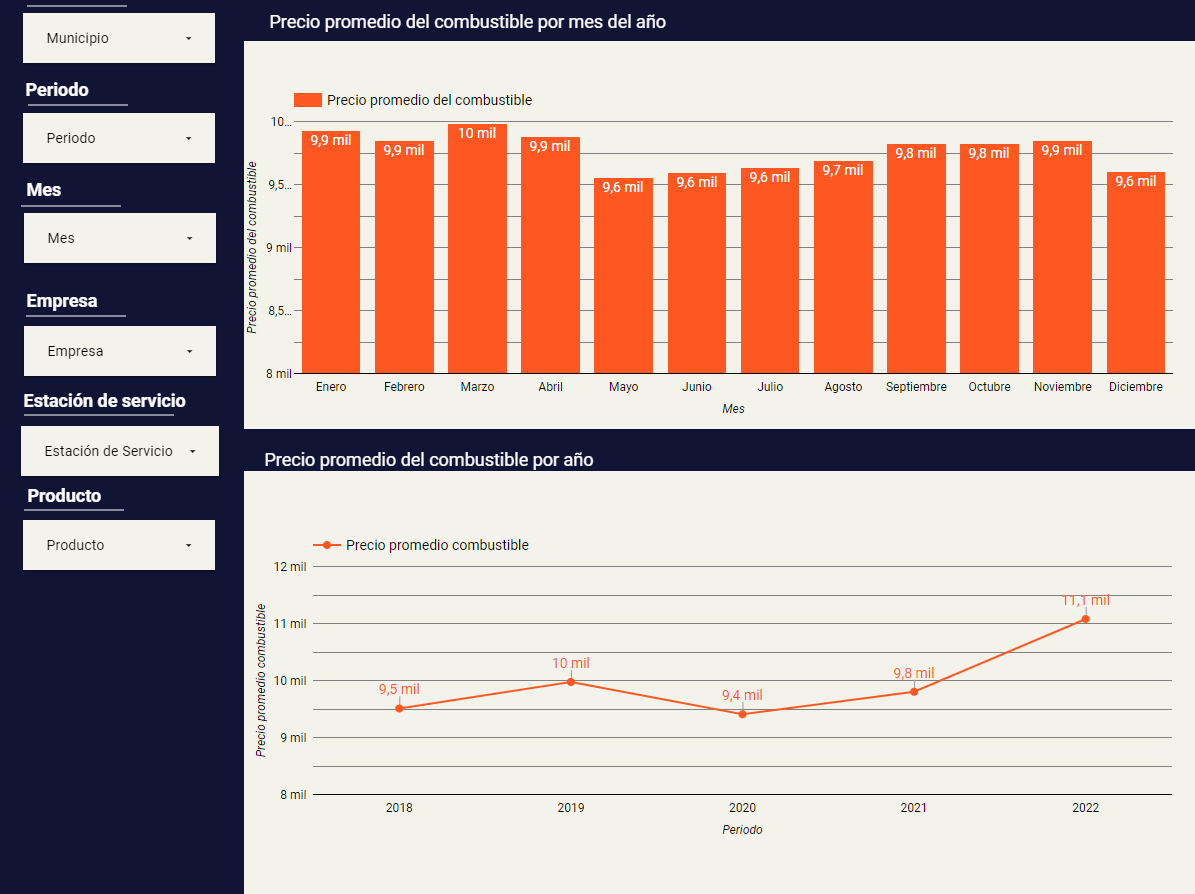 Municipio
Periodo
Periodo
Mes
Mes
Empresa
Empresa
Estación de servicio
Estación de Servicio
Producto
Producto
Precio promedio del combustible por mes del año
Precio promedio del combustible
Precio promedio del combustible
10...
9,5...
9 mil
8,5...
8 mil
9,9 mil 9,9 mil 10 mil 9,9 mil 9,6 mil 9,6 mil 9,6 mil 9,7 mil 9,8 mil 9,8 mil 9,9 mil 9,6 mil
Enero Febrero Marzo Abril Mayo Junio Julio Agosto Septiembre Octubre Noviembre Diciembre
Mes
Precio promedio del combustible por año
Precio promedio combustible
Precio promedio combustible
12 mil
11 mil
10 mil
9 mil
8 mil
9,5 mil 10 mil 9,4 mil 9,8 mil 11,1 mil
2018 2019 2020 2021 2022
Periodo